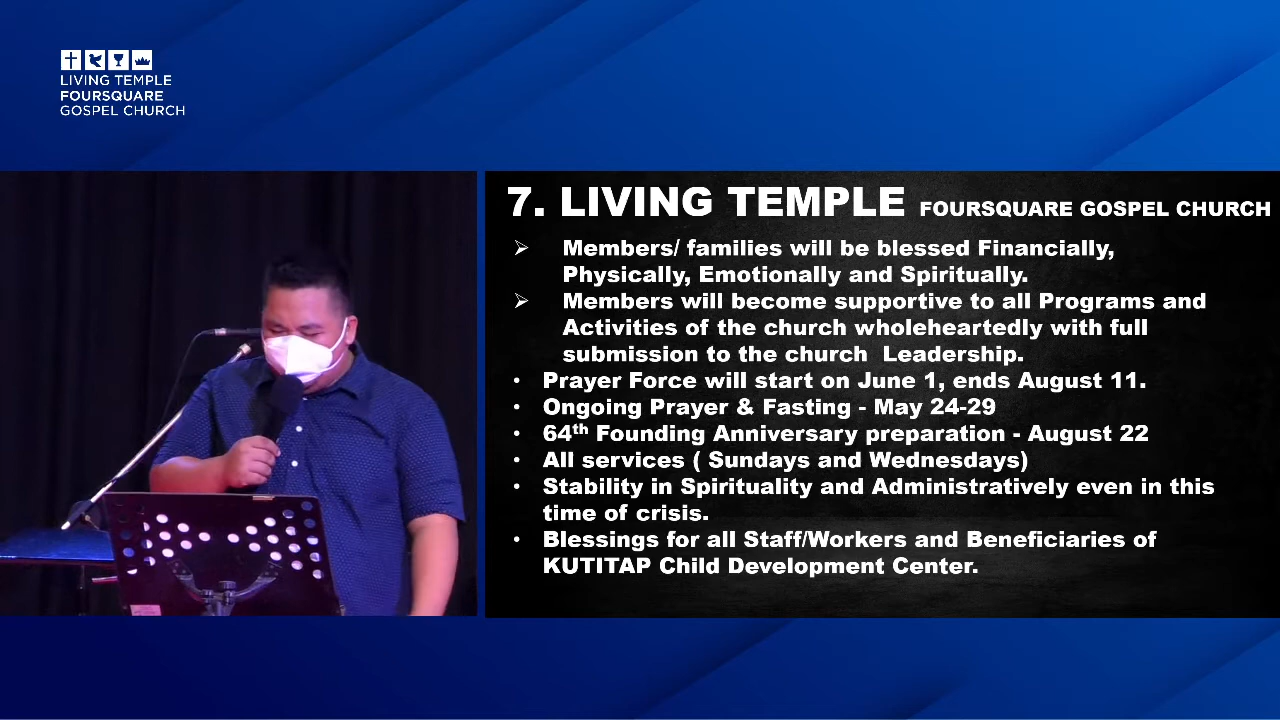 LIVING TEMPLE
FOURSQUARE
GOSPEL CHURCH
7. LIVING TEMPLE FOURSQUARE GOSPEL CHURCH
➢ Members/ families will be blessed Financially,
Physically, Emotionally and Spiritually.
➢ Members will become supportive to all Programs and
Activities of the church wholeheartedly with full
submission to the church Leadership.
• Prayer Force will start on June 1, ends August 11.
• Ongoing Prayer & Fasting - May 24-29
• 64th Founding Anniversary preparation - August 22
• All services ( Sundays and Wednesdays)
• Stability in Spirituality and Administratively even in this
time of crisis.
• Blessings for all Staff/Workers and Beneficiaries of
KUTITAP Child Development Center.